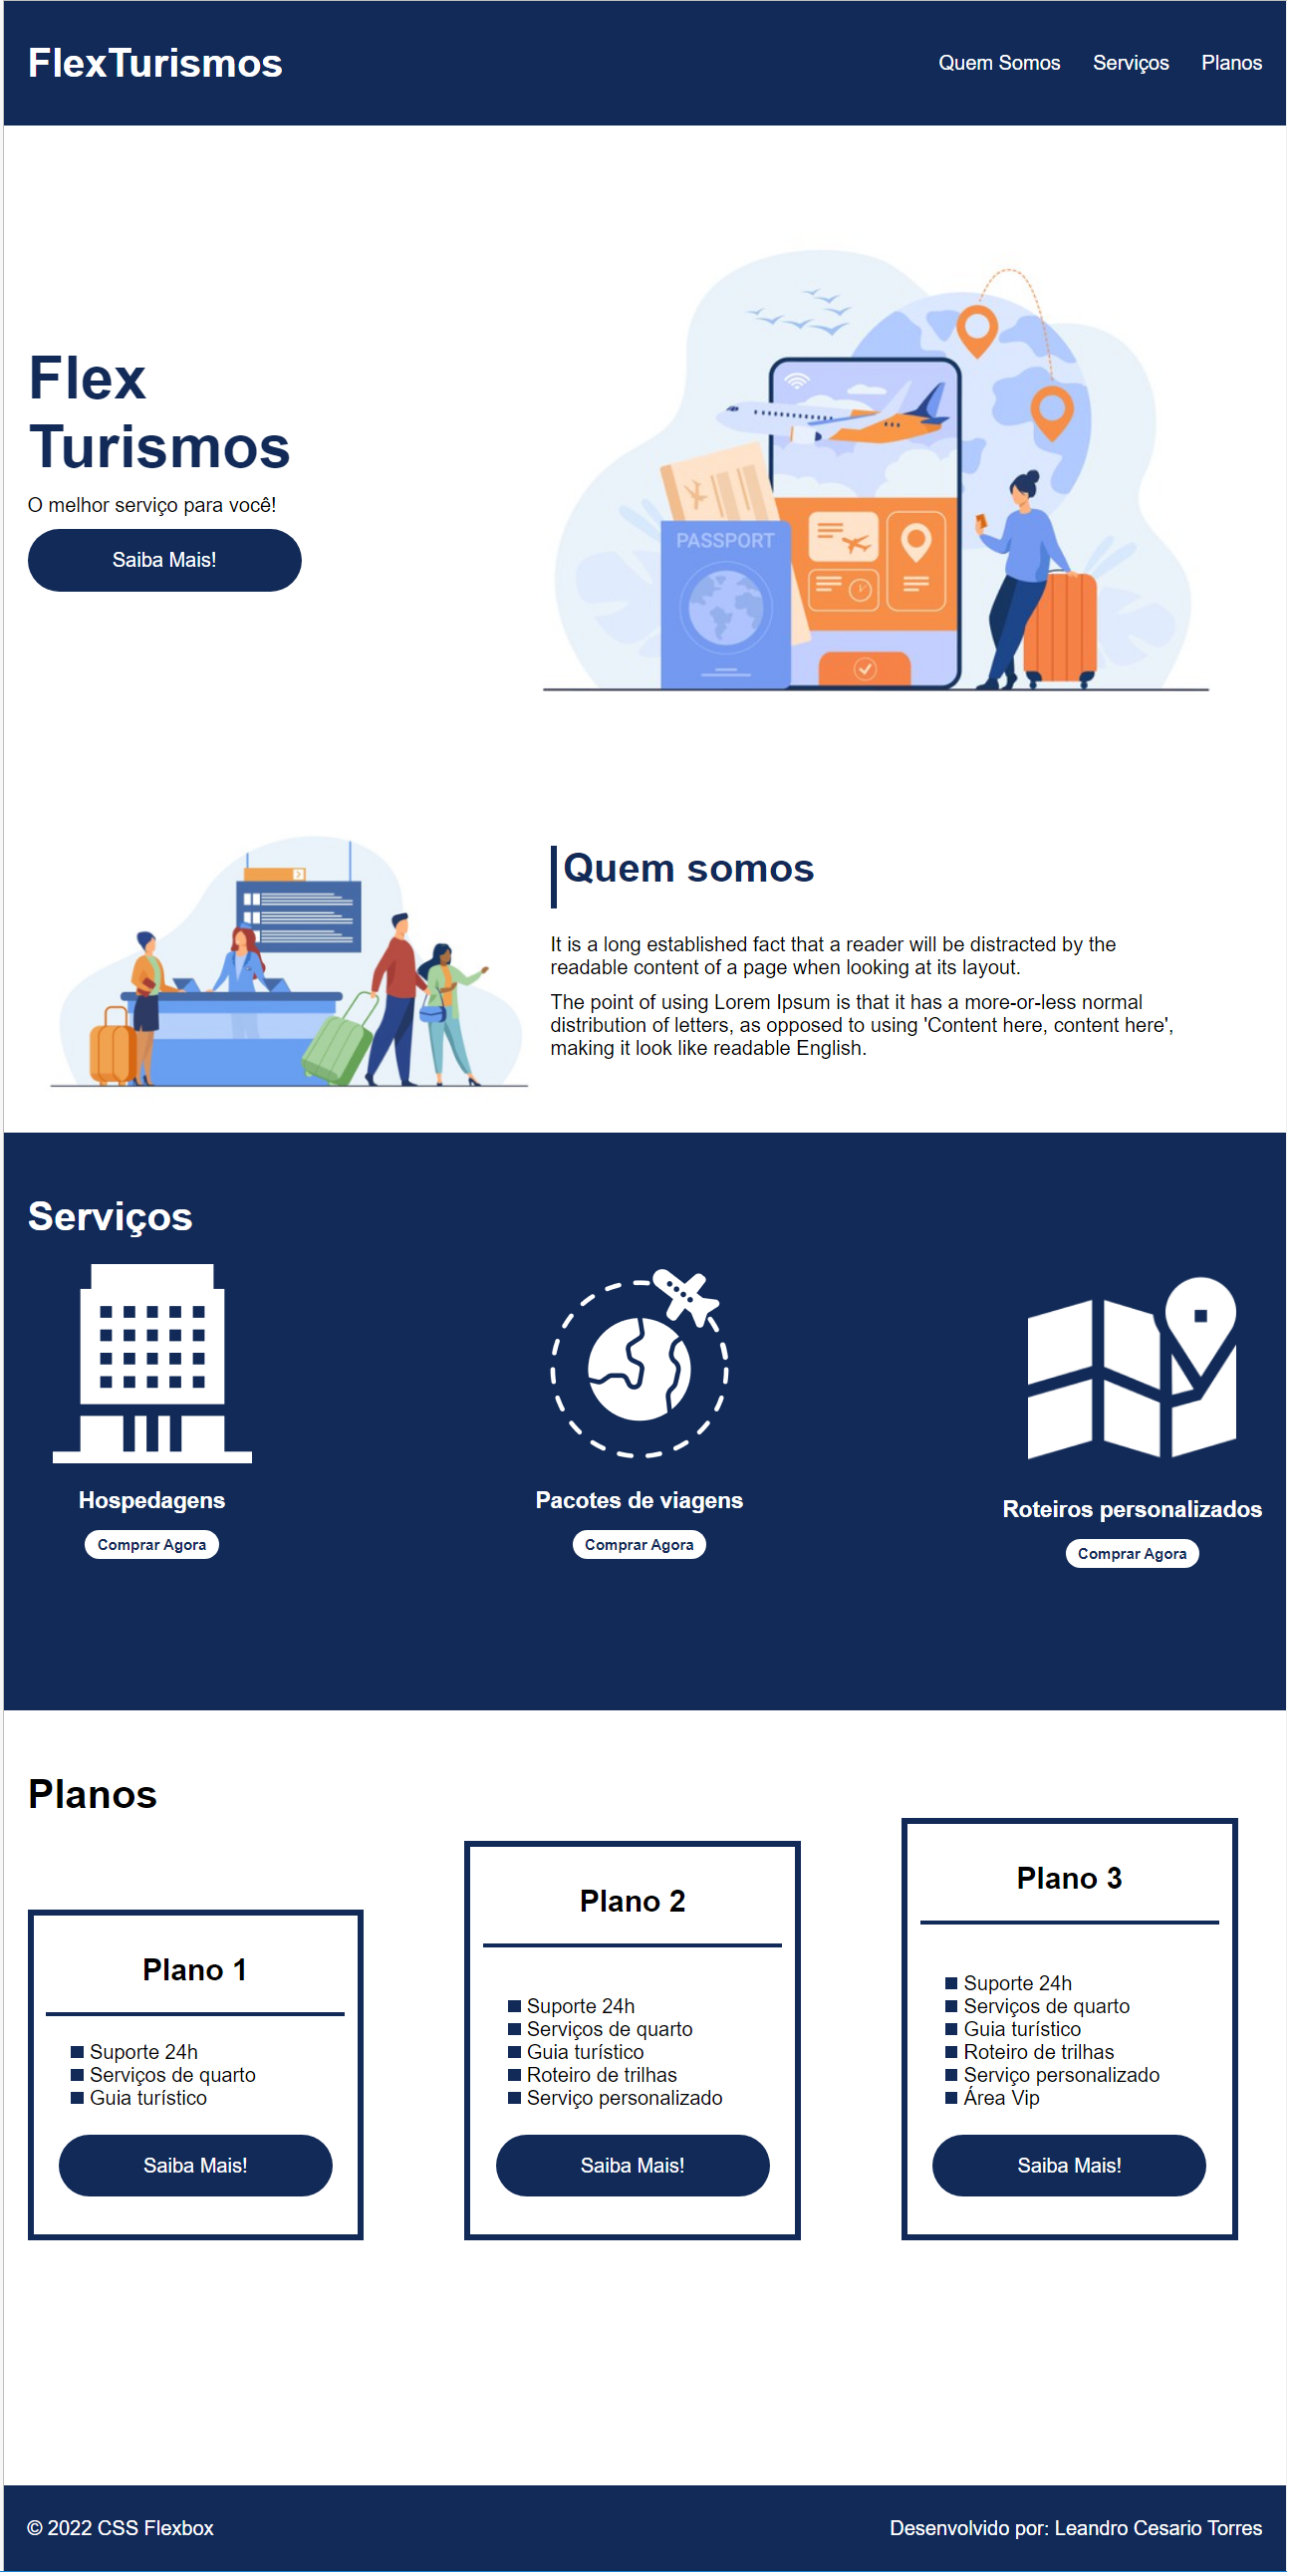 FlexTurismos
Quem Somos Serviços Planos
Flex
Turismos
O melhor serviço para você!
Saiba Mais!
PASSPORT
Quem somos
It is a long established fact that a reader will be distracted by the
readable content of a page when looking at its layout.
The point of using Lorem Ipsum is that it has a more-or-less normal
distribution of letters, as opposed to using 'Content here, content here',
making it look like readable English.
Serviços
Hospedagens
Comprar Agora
Pacotes de viagens
Comprar Agora
Roteiros personalizados
Comprar Agora
Planos
Plano 1
Suporte 24h
Serviços de quarto
Guia turístico
Saiba Mais!
Plano 2
Suporte 24h
Serviços de quarto
Guia turístico
Roteiro de trilhas
Serviço personalizado
Saiba Mais!
Plano 3
Suporte 24h
Serviços de quarto
Guia turístico
Roteiro de trilhas
Serviço personalizado
Área Vip
Saiba Mais!
© 2022 CSS Flexbox
Desenvolvido por: Leandro Cesario Torres